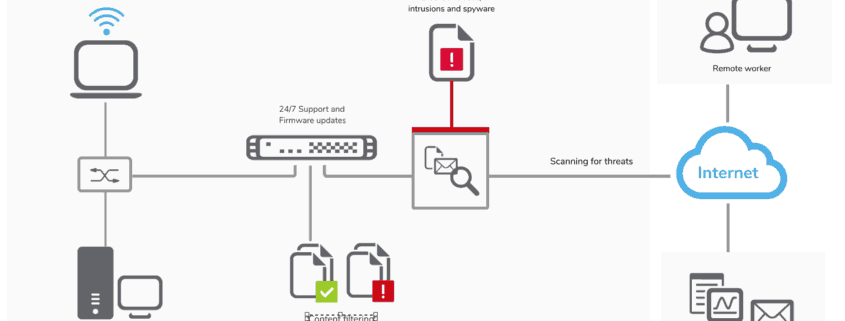 intrusions and spyware
Remote worker
24/7 Support and
Firmware updates
Scanning for threats
Internet
Content filtering